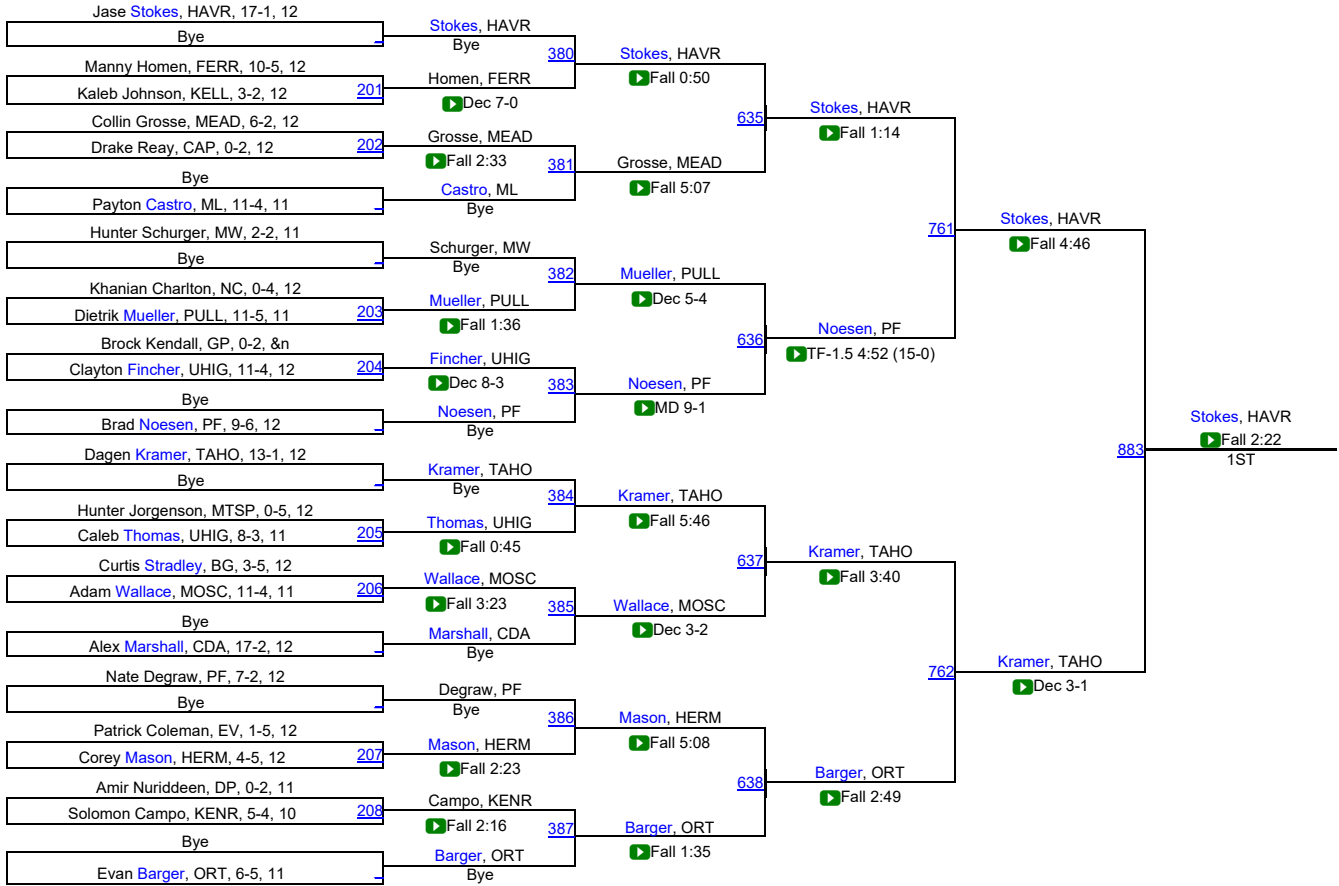 Jase Stokes, HAVR, 17-1, 12
Bye
Manny Homen, FERR, 10-5, 12
Kaleb Johnson, KELL, 3-2, 12
201
Collin Grosse, MEAD, 6-2, 12
Drake Reay, CAP, 0-2, 12
202
Bye
Payton Castro, ML, 11-4, 11
Hunter Schurger, MW, 2-2, 11
Bye
Khanian Charlton, NC, 0-4, 12
Dietrik Mueller, PULL, 11-5, 11
203
Brock Kendall, GP, 0-2, &n
Clayton Fincher, UHIG, 11-4, 12
204
Bye
Brad Noesen, PF, 9-6, 12
Dagen Kramer, TAHO, 13-1, 12
Bye
Hunter Jorgenson, MTSP, 0-5, 12
Caleb Thomas, UHIG, 8-3, 11
205
Curtis Stradley, BG, 3-5, 12
Adam Wallace, MOSC, 11-4, 11
206
Bye
Alex Marshall, CDA, 17-2, 12
Nate Degraw, PF, 7-2, 12
Bye
Patrick Coleman, EV, 1-5, 12
Corey Mason, HERM, 4-5, 12
207
Amir Nuriddeen, DP, 0-2, 11
Solomon Campo, KENR, 5-4, 10
208
Bye
Evan Barger, ORT, 6-5, 11
Stokes, HAVR
Bye
380
Homen, FERR
Dec 7-0
Grosse, MEAD
Fall 2:33
381
Castro, ML
Bye
Schurger, MW
Bye
382
Mueller, PULL
Fall 1:36
Fincher, UHIG
Dec 8-3
383
Noesen, PF
Bye
Kramer, TAHO
Bye
384
Thomas, UHIG
Fall 0:45
Wallace, MOSC
Fall 3:23
385
Marshall, CDA
Bye
Degraw, PF
Bye
386
Mason, HERM
Fall 2:23
Campo, KENR
Fall 2:16
387
Barger, ORT
Bye
Stokes, HAVR
Fall 0:50
635
Grosse, MEAD
Fall 5:07
Mueller, PULL
Dec 5-4
636
Noesen, PF
MD 9-1
Kramer, TAHO
Fall 5:46
637
Wallace, MOSC
Dec 3-2
Mason, HERM
Fall 5:08
638
Barger, ORT
Fall 1:35
Stokes, HAVR
Fall 1:14
761
Noesen, PF
TF-1.5 4:52 (15-0)
Kramer, TAHO
Fall 3:40
762
Barger, ORT
Fall 2:49
Stokes, HAVR
Fall 4:46
883
Kramer, TAHO
Dec 3-1
Stokes, HAVR
Fall 2:22
1ST